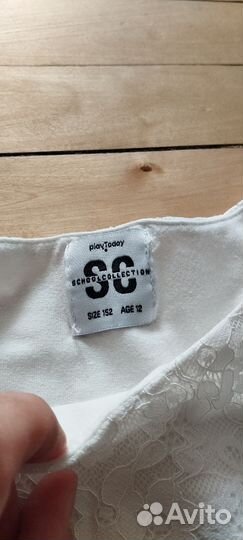 playToday
SC
SCHOOLCOLLECTION
SIZE 152 AGE 12
Avito